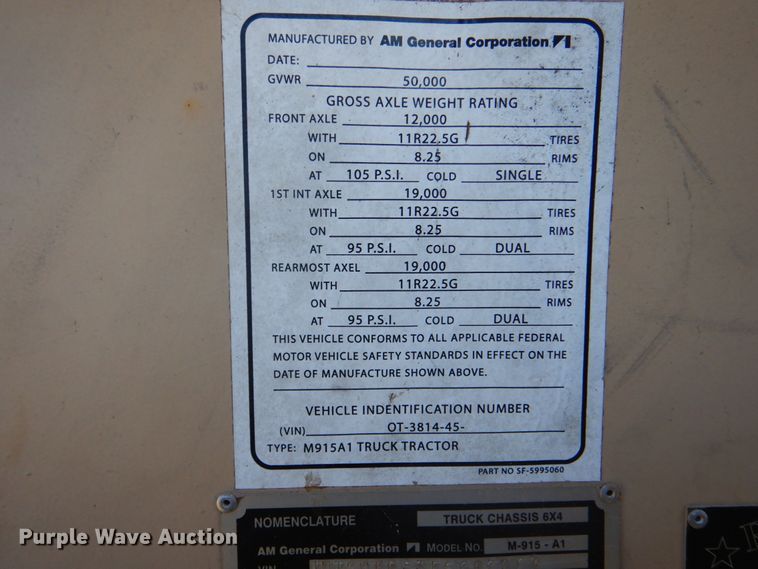 MANUFACTURED BY AM General Corporation
DATE:
GVWR 50,000
GROSS AXLE WEIGHT RATING
FRONT AXLE 12,000
WITH 11R22.5G TIRES
ON 8.25 RIMS
AT 105 P.S.I. COLD SINGLE
1ST INT AXLE 19,000
WITH 11R22.5G TIRES
ON 8.25 RIMS
AT 95 P.S.I. COLD DUAL
REARMOST AXEL 19,000
WITH 11R22.5G TIRES
ON 8.25 RIMS
AT 95 P.S.I. COLD DUAL
THIS VEHICLE CONFORMS TO ALL APPLICABLE FEDERAL
MOTOR VEHICLE SAFETY STANDARDS IN EFFECT ON THE
DATE OF MANUFACTURE SHOWN ABOVE.
VEHICLE INDENTIFICATION NUMBER
(VIN) OT-3814-45-
TYPE: M915A1 TRUCK TRACTOR
PART NO SF-5995060
NOMENCLATURE TRUCK CHASSIS 6X4
AM General Corporation MODEL NO. M-915 - A1
VIN
Purple Wave Auction